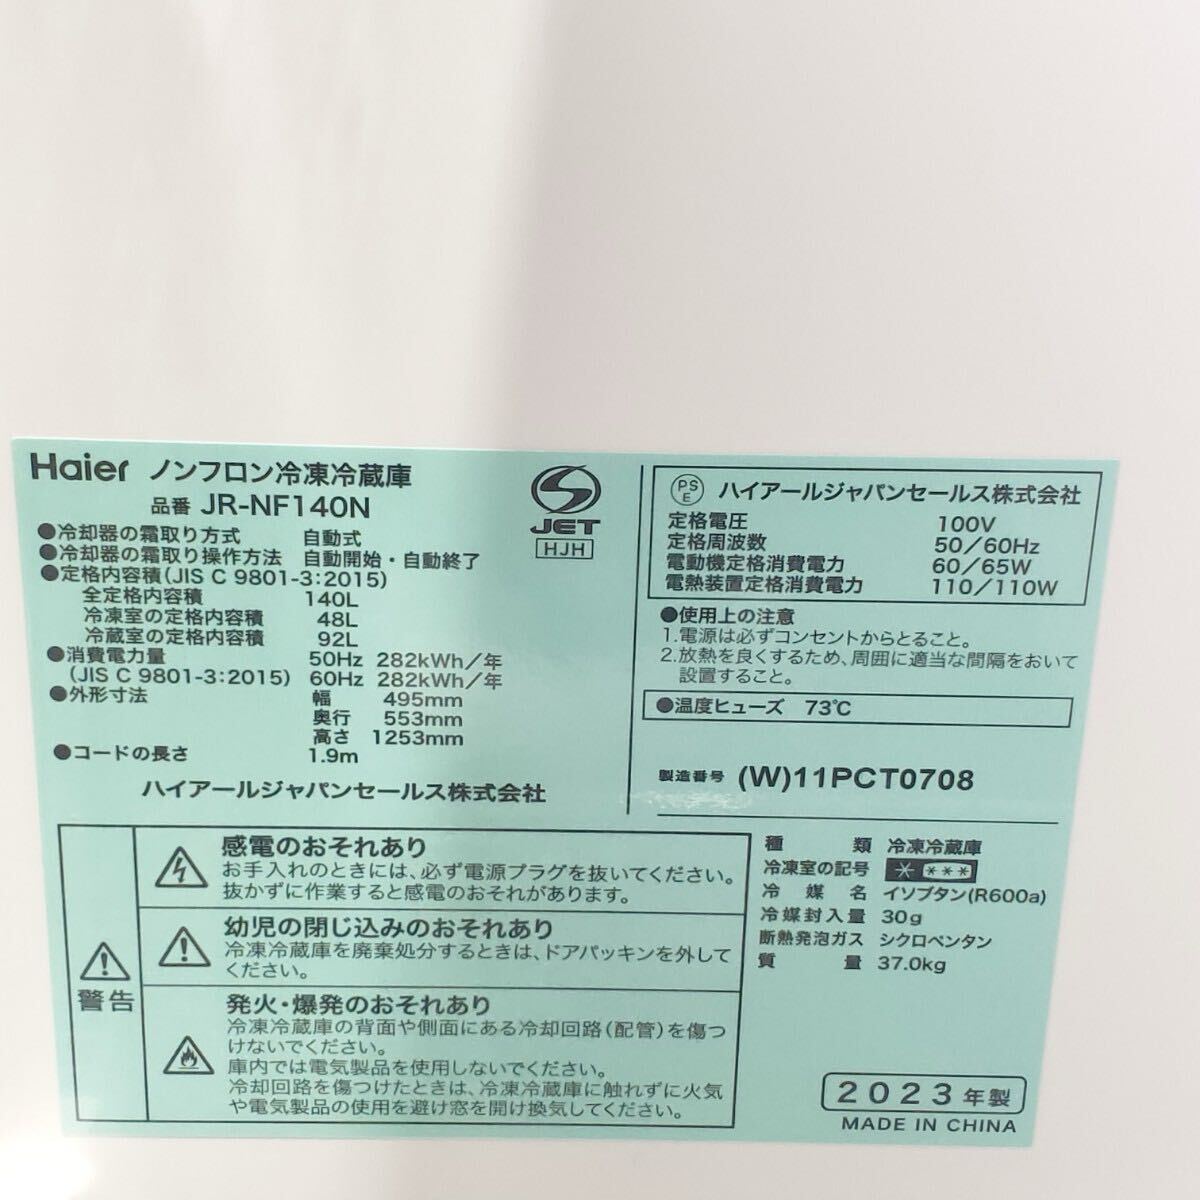 Haier ノンフロン冷凍冷蔵庫
品番 JR-NF140N
●冷却器の霜取り方式 自動式
●冷却器の霜取り操作方法 自動開始・自動終了
●定格内容積(JIS C 9801-3:2015)
全定格内容積 140L
冷凍室の定格内容積 48L
冷蔵室の定格内容積 92L
●消費電力量 50Hz 282kWh/年
(JIS C 9801-3:2015) 60Hz 282kWh/年
●外形寸法 幅 495mm
奥行 553mm
高さ 1253mm
●コードの長さ 1.9m
ハイアールジャパンセールス株式会社
JET
HJH
PS
E
ハイアールジャパンセールス株式会社
定格電圧 100V
定格周波数 50/60Hz
電動機定格消費電力 60/65W
電熱装置定格消費電力 110/110W
●使用上の注意
1.電源は必ずコンセントからとること。
2.放熱を良くするため、周囲に適当な間隔をおいて
設置すること。
●温度ヒューズ 73℃
製造番号 (W)11PCT0708
警告
感電のおそれあり
お手入れのときには、必ず電源プラグを抜いてください。
抜かずに作業すると感電のおそれがあります。
幼児の閉じ込みのおそれあり
冷凍冷蔵庫を廃棄処分するときは、ドアパッキンを外して
ください。
発火・爆発のおそれあり
冷凍冷蔵庫の背面や側面にある冷却回路(配管)を傷つ
けないでください。
庫内では電気製品を使用しないでください。
冷却回路を傷つけたときは、冷凍冷蔵庫に触れずに火気
や電気製品の使用を避け窓を開け換気してください。
種類 冷凍冷蔵庫
冷凍室の記号 * ***
冷媒名 イソブタン(R600a)
冷媒封入量 30g
断熱発泡ガス シクロペンタン
質量 37.0kg
2023年製
MADE IN CHINA